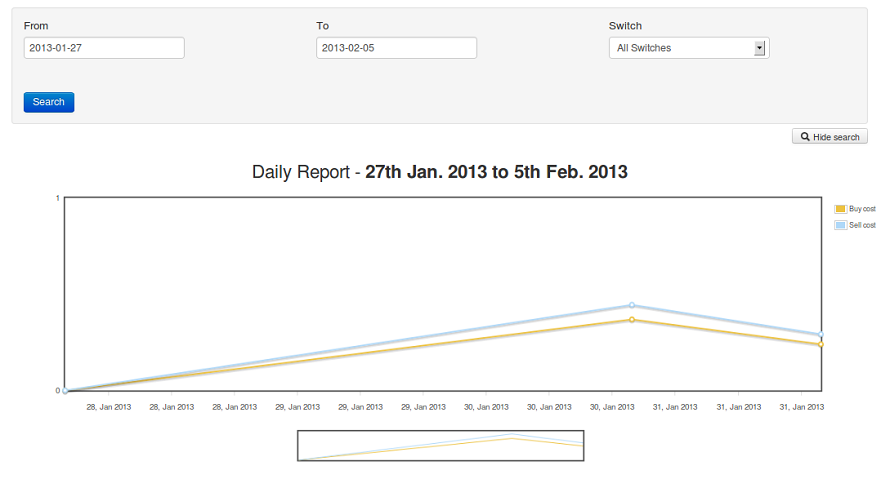 From To Switch
2013-01-27 2013-02-05 All Switches
Search
Hide search
Daily Report - 27th Jan. 2013 to 5th Feb. 2013
1
Buy cost
Sell cost
0
28, Jan 2013 28, Jan 2013 28, Jan 2013 29, Jan 2013 29, Jan 2013 29, Jan 2013 30, Jan 2013 30, Jan 2013 30, Jan 2013 31, Jan 2013 31, Jan 2013 31, Jan 2013